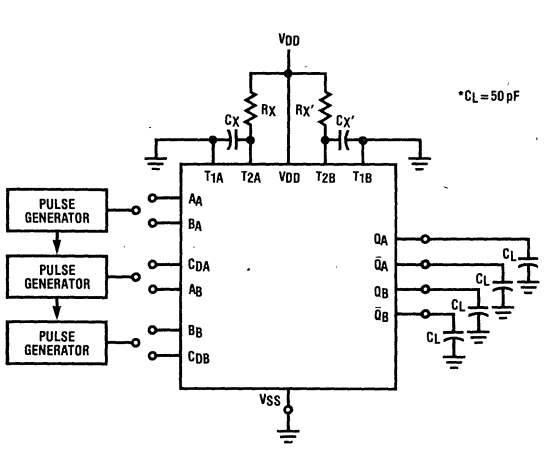 VDD
*CL = 50 pF
RX RX'
CX CX'
T1A T2A VDD T2B T1B
PULSE GENERATOR
AA
BA
PULSE GENERATOR
CDA
AB
PULSE GENERATOR
BB
CDB
QA CL
Q̅A CL
QB CL
Q̅B CL
VSS